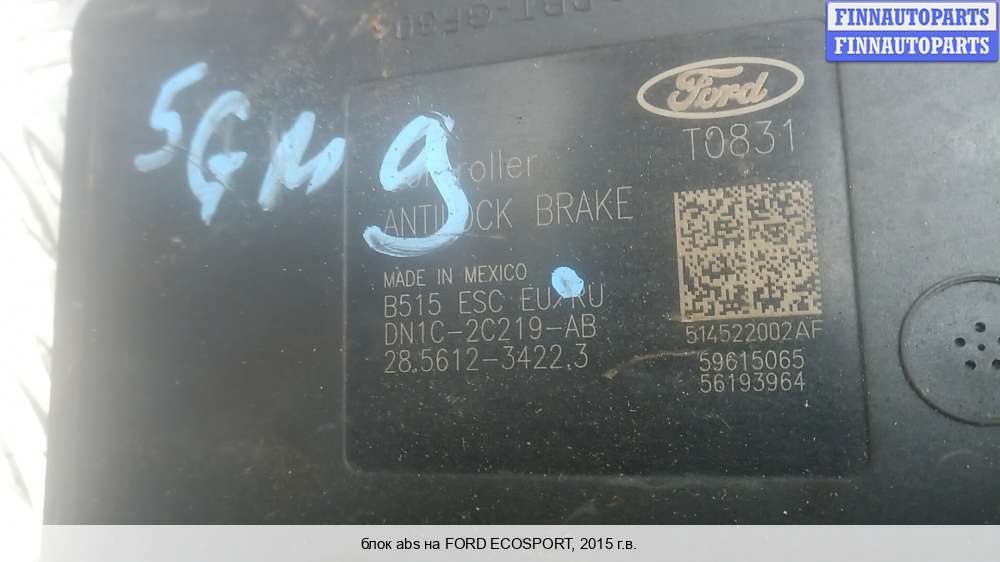 FINNAUTOPARTS
FINNAUTOPARTS
Ford
T0831
5GM9
Controller
ANTILOCK BRAKE
MADE IN MEXICO
B515 ESC EU/RU
DN1C-2C219-AB
28.5612-3422.3
514522002AF
59615065
56193964
блок abs на FORD ECOSPORT, 2015 г.в.